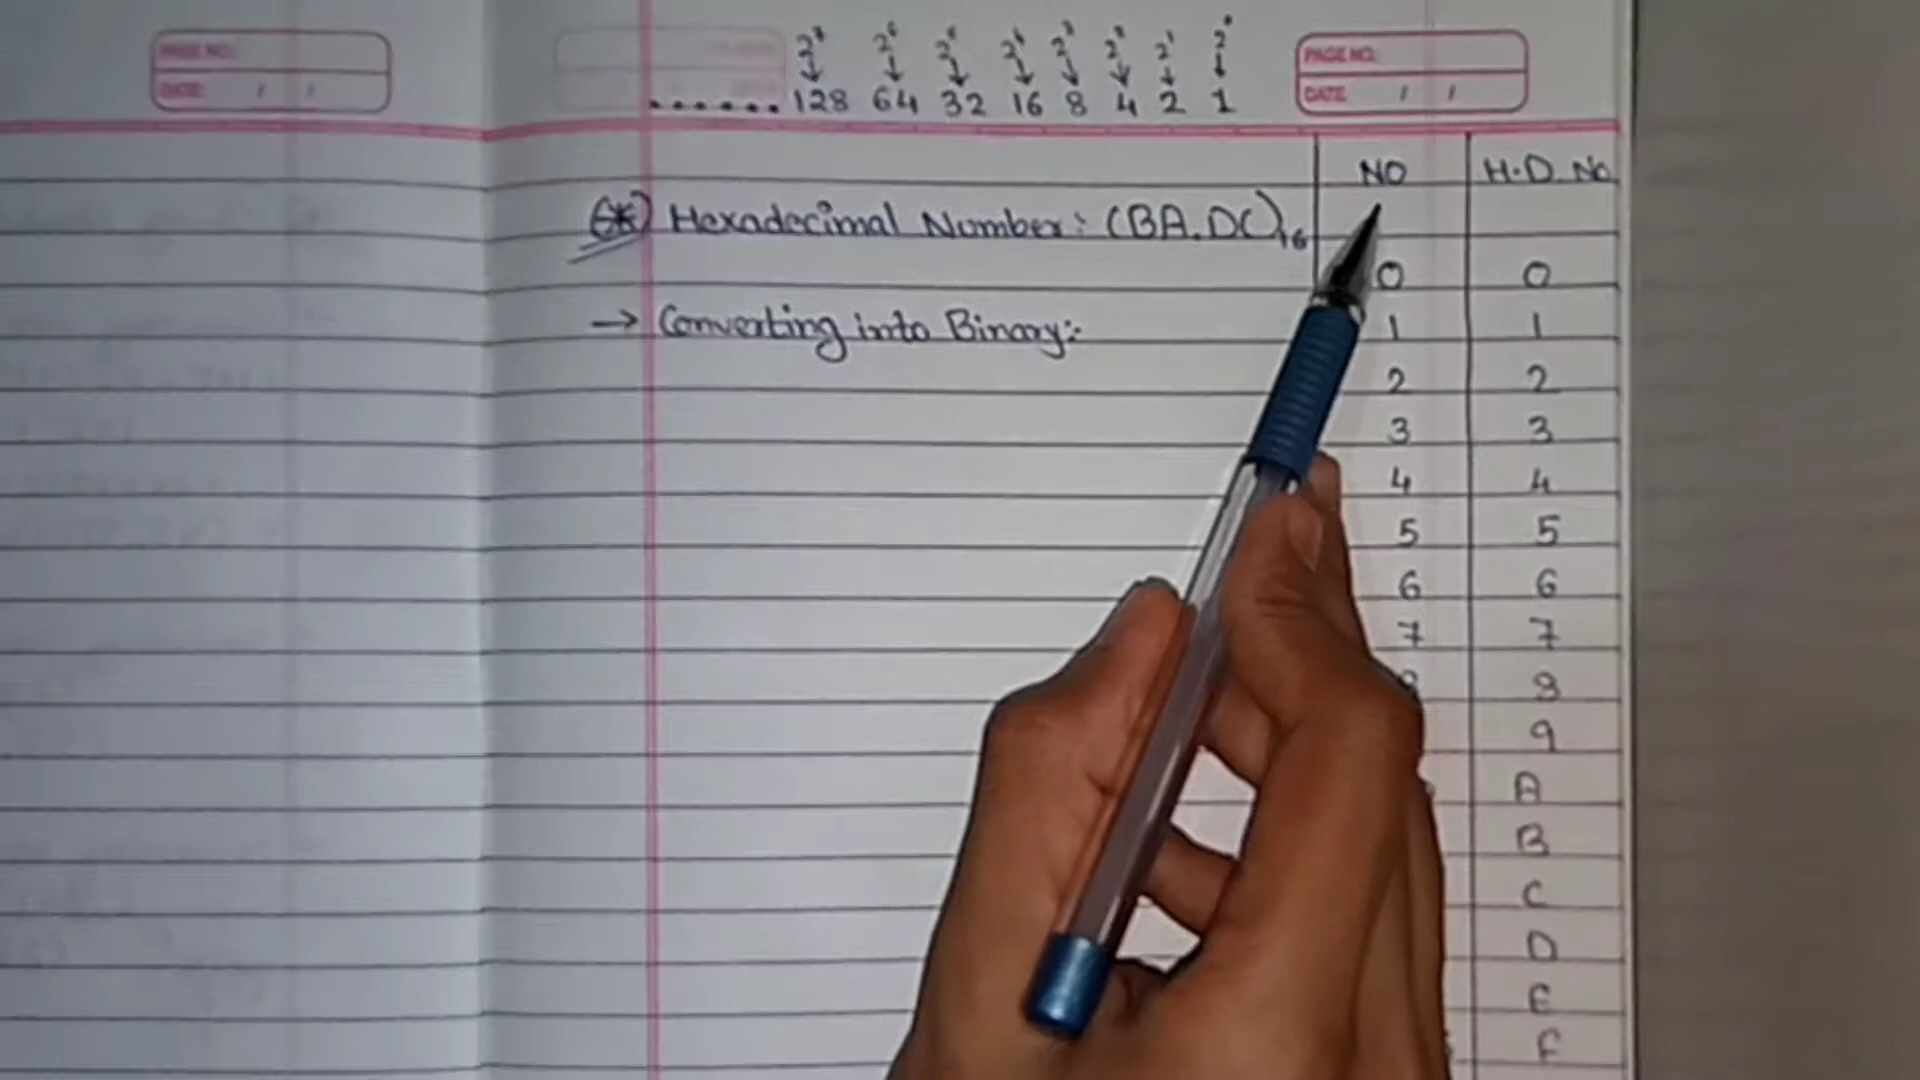 PAGE NO.
DATE: / /
2⁷ 2⁶ 2⁵ 2⁴ 2³ 2² 2¹ 2⁰
↓ ↓ ↓ ↓ ↓ ↓ ↓ ↓
...... 128 64 32 16 8 4 2 1
PAGE NO.
DATE / /
NO H.D. No.
(*) Hexadecimal Number: (BA.DC)₁₆
0 0
→ Converting into Binary:-
1 1
2 2
3 3
4 4
5 5
6 6
7 7
8 8
9
A
B
C
D
E
F